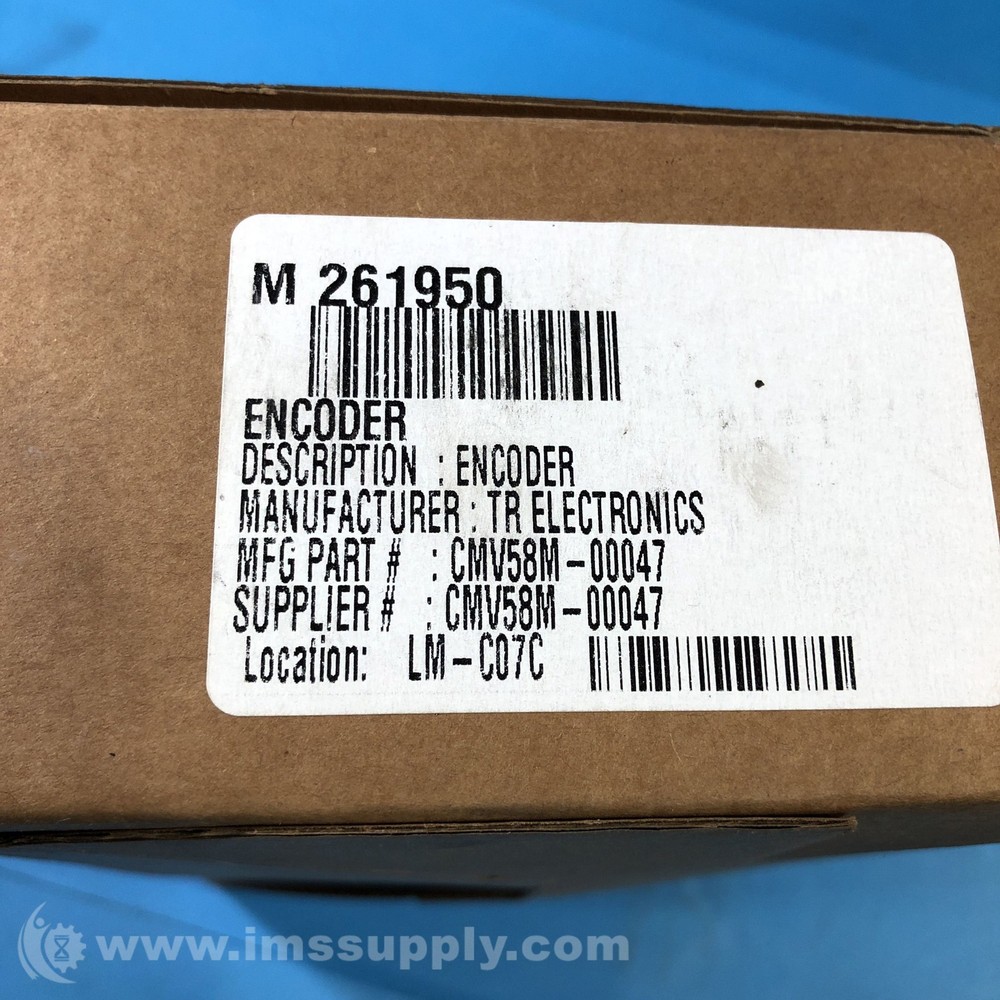 M 261950
ENCODER
DESCRIPTION : ENCODER
MANUFACTURER : TR ELECTRONICS
MFG PART # : CMV58M-00047
SUPPLIER # : CMV58M-00047
Location: LM-C07C
www.imssupply.com